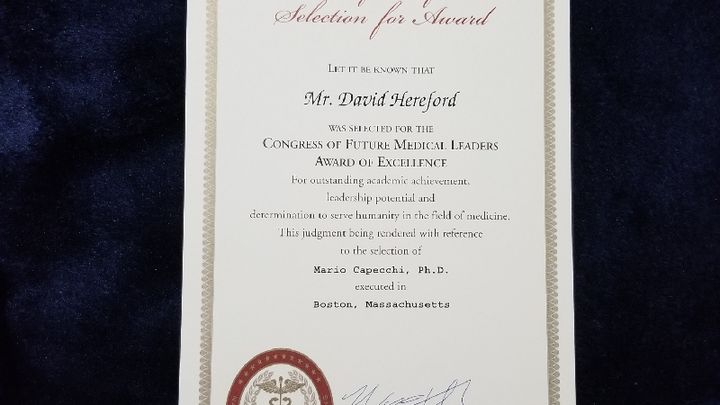 Selection for Award
Let it be known that
Mr. David Hereford
was selected for the
Congress of Future Medical Leaders
Award of Excellence
For outstanding academic achievement,
leadership potential and
determination to serve humanity in the field of medicine.
This judgment being rendered with reference
to the selection of
Mario Capecchi, Ph.D.
executed in
Boston, Massachusetts